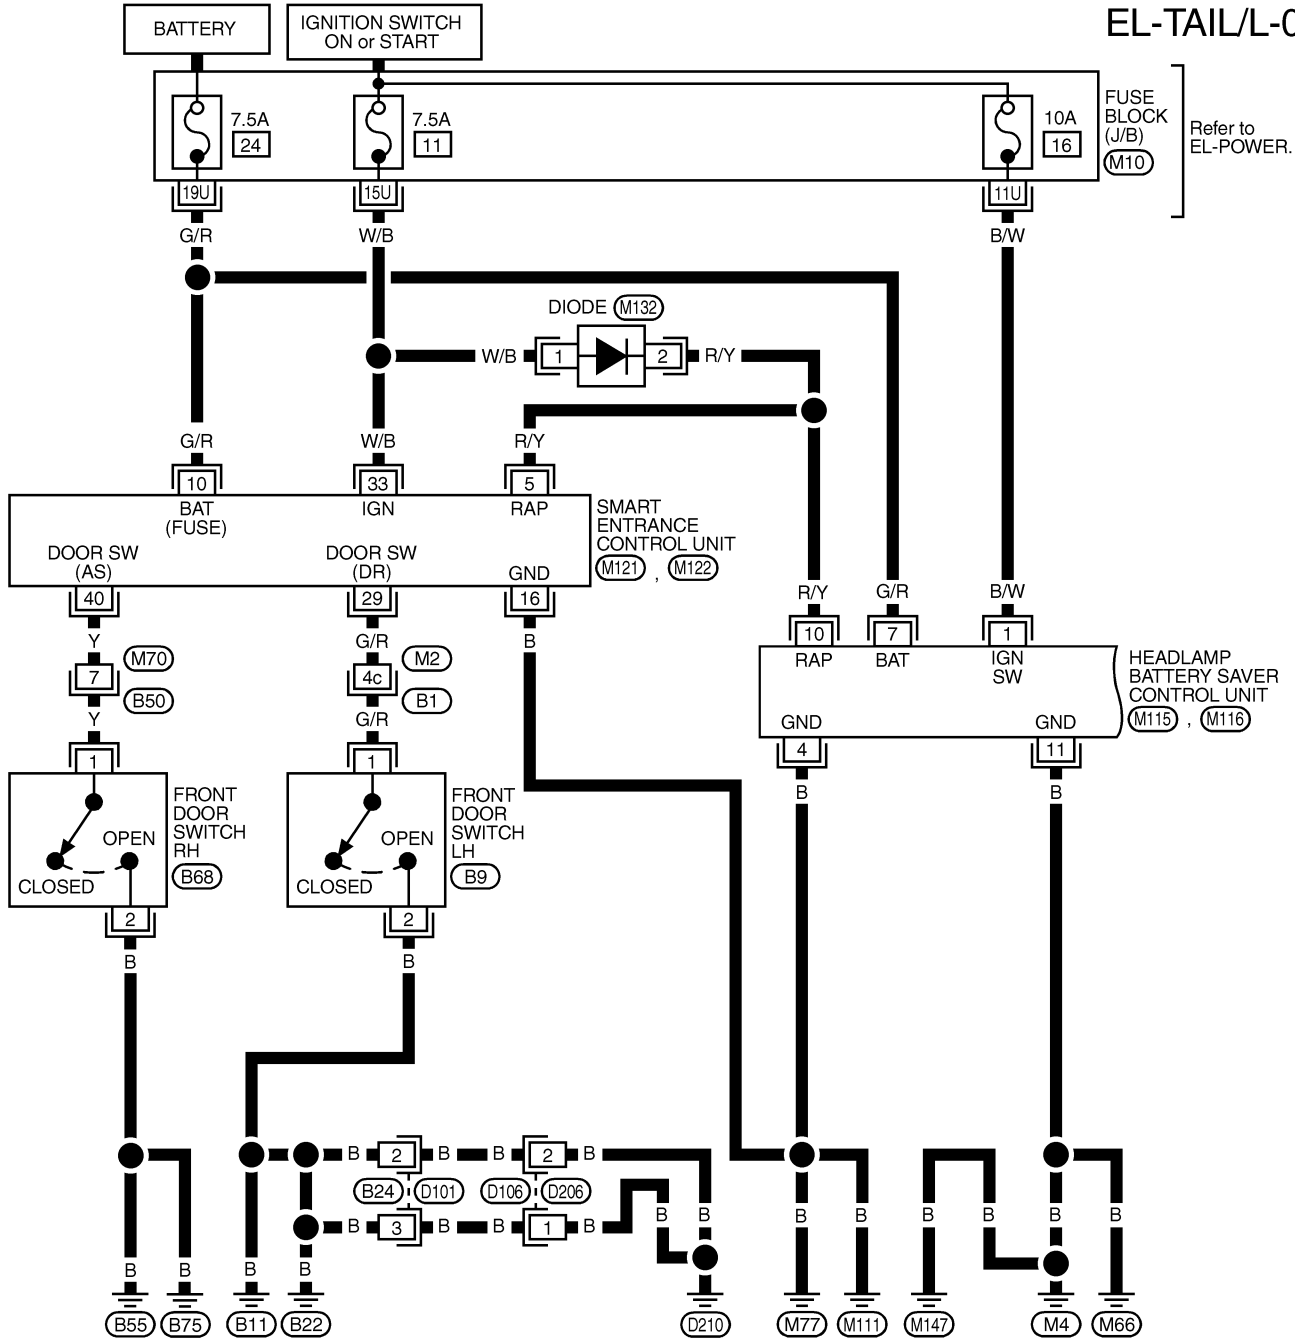 EL-TAIL/L-0
BATTERY
IGNITION SWITCH
ON or START
7.5A
24
7.5A
11
10A
16
FUSE
BLOCK
(J/B)
M10
Refer to
EL-POWER.
19U
15U
11U
G/R
W/B
B/W
DIODE M132
W/B
1
2
R/Y
G/R
W/B
R/Y
10
33
5
BAT
(FUSE)
IGN
RAP
SMART
ENTRANCE
CONTROL UNIT
M121 , M122
DOOR SW
(AS)
DOOR SW
(DR)
GND
40
29
16
R/Y
G/R
B/W
Y
G/R
B
10
7
1
M70
M2
7
4c
B50
B1
RAP
BAT
IGN
SW
HEADLAMP
BATTERY SAVER
CONTROL UNIT
M115 , M116
Y
G/R
GND
GND
1
1
4
11
B
B
FRONT
DOOR
SWITCH
RH
B68
OPEN
CLOSED
FRONT
DOOR
SWITCH
LH
B9
OPEN
CLOSED
2
2
B
B
B
2
B
B
2
B
B24
D101
D106
D206
B
3
B
B
1
B
B
B
B
B
B
B
B
B
B
B
B
B
B55
B75
B11
B22
D210
M77
M111
M147
M4
M66